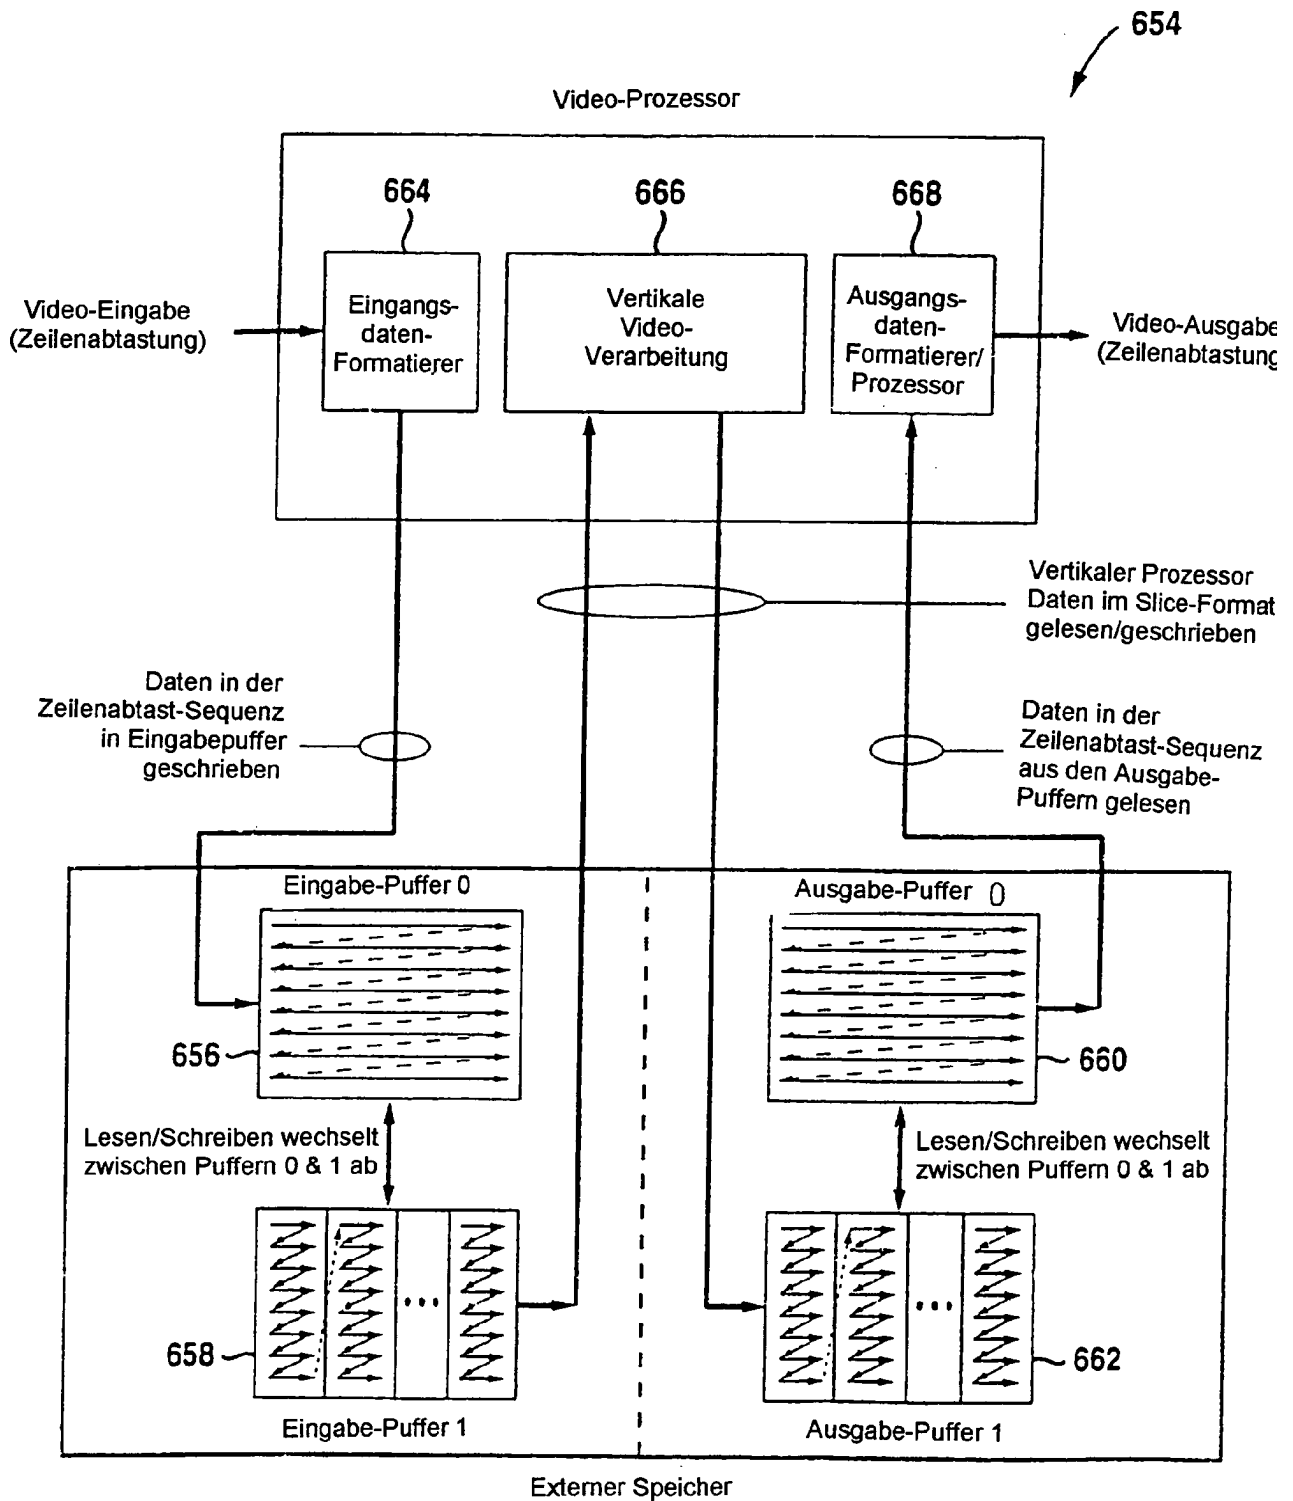 654
Video-Prozessor
664
666
668
Video-Eingabe
(Zeilenabtastung)
Eingangs-
daten-
Formatierer
Vertikale
Video-
Verarbeitung
Ausgangs-
daten-
Formatierer/
Prozessor
Video-Ausgabe
(Zeilenabtastung
Vertikaler Prozessor
Daten im Slice-Format
gelesen/geschrieben
Daten in der
Zeilenabtast-Sequenz
in Eingabepuffer
geschrieben
Daten in der
Zeilenabtast-Sequenz
aus den Ausgabe-
Puffern gelesen
Eingabe-Puffer 0
Ausgabe-Puffer 0
656
660
Lesen/Schreiben wechselt
zwischen Puffern 0 & 1 ab
Lesen/Schreiben wechselt
zwischen Puffern 0 & 1 ab
658
662
Eingabe-Puffer 1
Ausgabe-Puffer 1
Externer Speicher